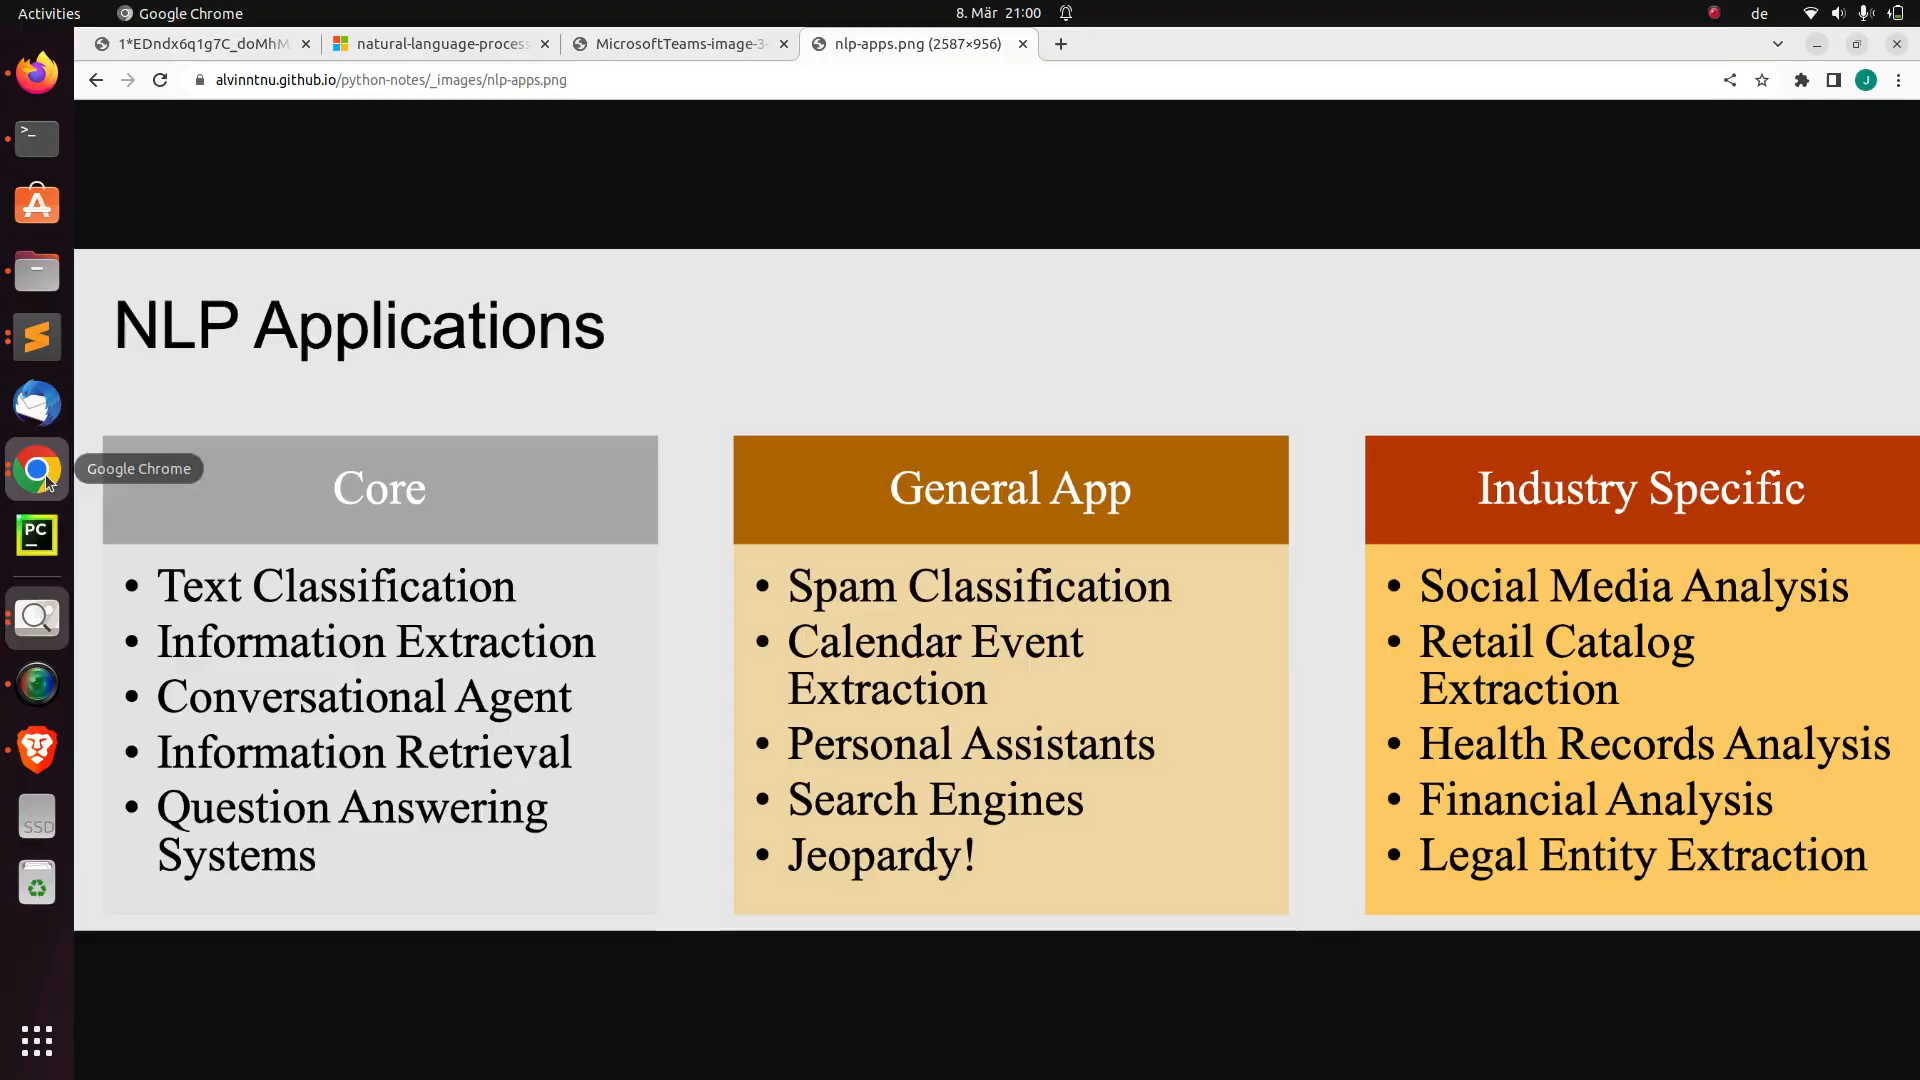 Activities Google Chrome 8. Mär 21:00 de
1*EDndx6q1g7C_doMhM natural-language-process MicrosoftTeams-image-3 nlp-apps.png (2587×956)
alvinntnu.github.io/python-notes/_images/nlp-apps.png J
NLP Applications
Google Chrome
Core
• Text Classification
• Information Extraction
• Conversational Agent
• Information Retrieval
• Question Answering
Systems
General App
• Spam Classification
• Calendar Event
Extraction
• Personal Assistants
• Search Engines
• Jeopardy!
Industry Specific
• Social Media Analysis
• Retail Catalog
Extraction
• Health Records Analysis
• Financial Analysis
• Legal Entity Extraction
>_
PC
SSD